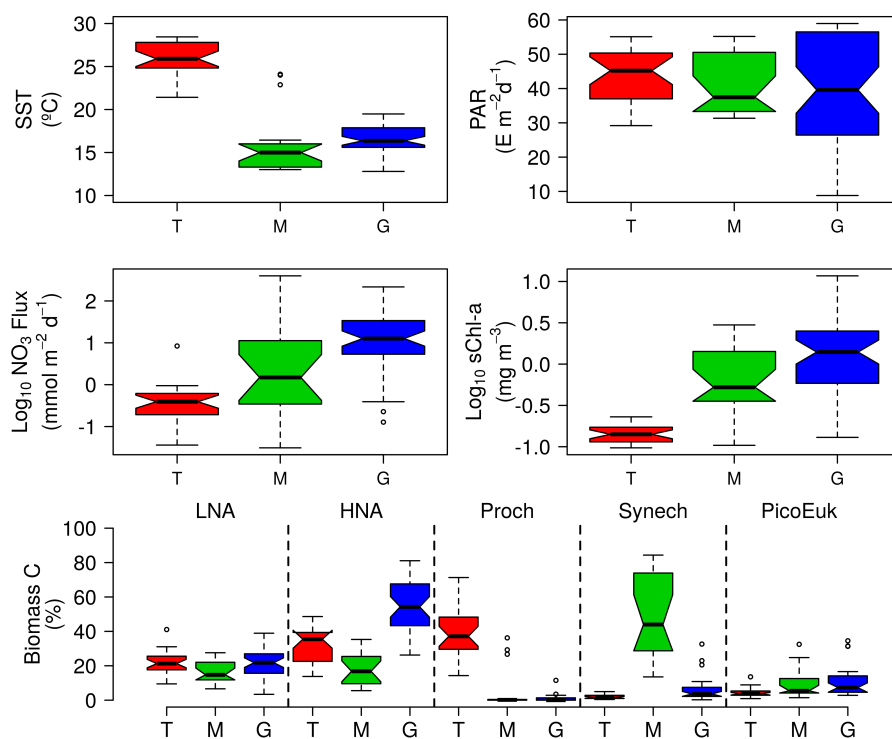 SST
(ºC)
30
25
20
15
10
T M G
PAR
(E m⁻²d⁻¹)
60
50
40
30
20
10
T M G
Log₁₀ NO₃ Flux
(mmol m⁻² d⁻¹)
2
1
0
-1
T M G
Log₁₀ sChl-a
(mg m⁻³)
1.0
0.5
0.0
-0.5
-1.0
T M G
LNA HNA Proch Synech PicoEuk
Biomass C
(%)
100
80
60
40
20
0
T M G T M G T M G T M G T M G